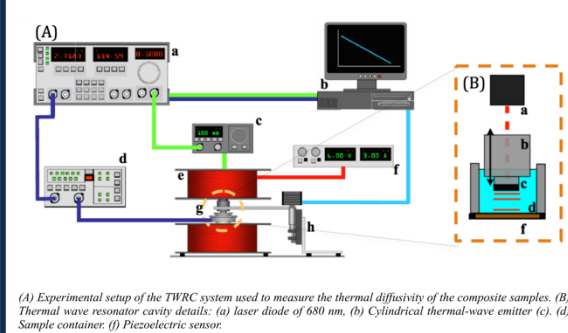 (A)
a
b
(B)
a
c
100 mA
b
d
e
4.00 V 3.00 A
f
g
c
h
d
f
(A) Experimental setup of the TWRC system used to measure the thermal diffusivity of the composite samples. (B)
Thermal wave resonator cavity details: (a) laser diode of 680 nm, (b) Cylindrical thermal-wave emitter (c). (d)
Sample container. (f) Piezoelectric sensor.